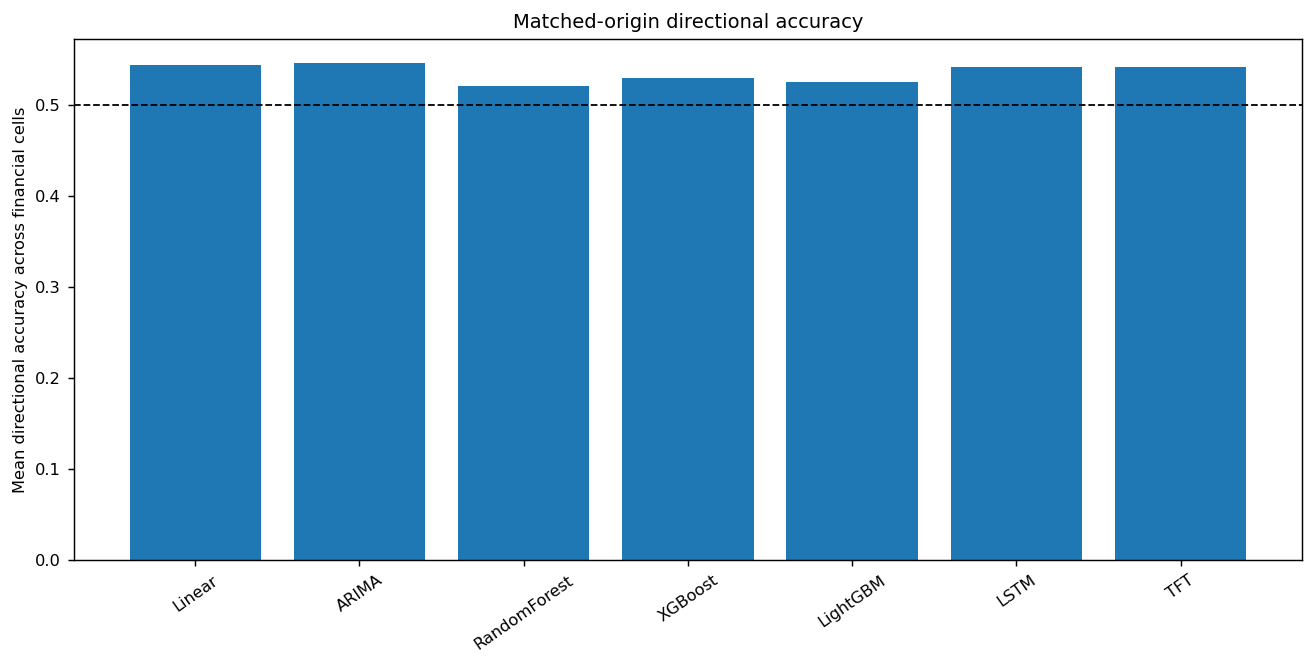 Matched-origin directional accuracy
Mean directional accuracy across financial cells
0.5
0.4
0.3
0.2
0.1
0.0
Linear
ARIMA
RandomForest
XGBoost
LightGBM
LSTM
TFT